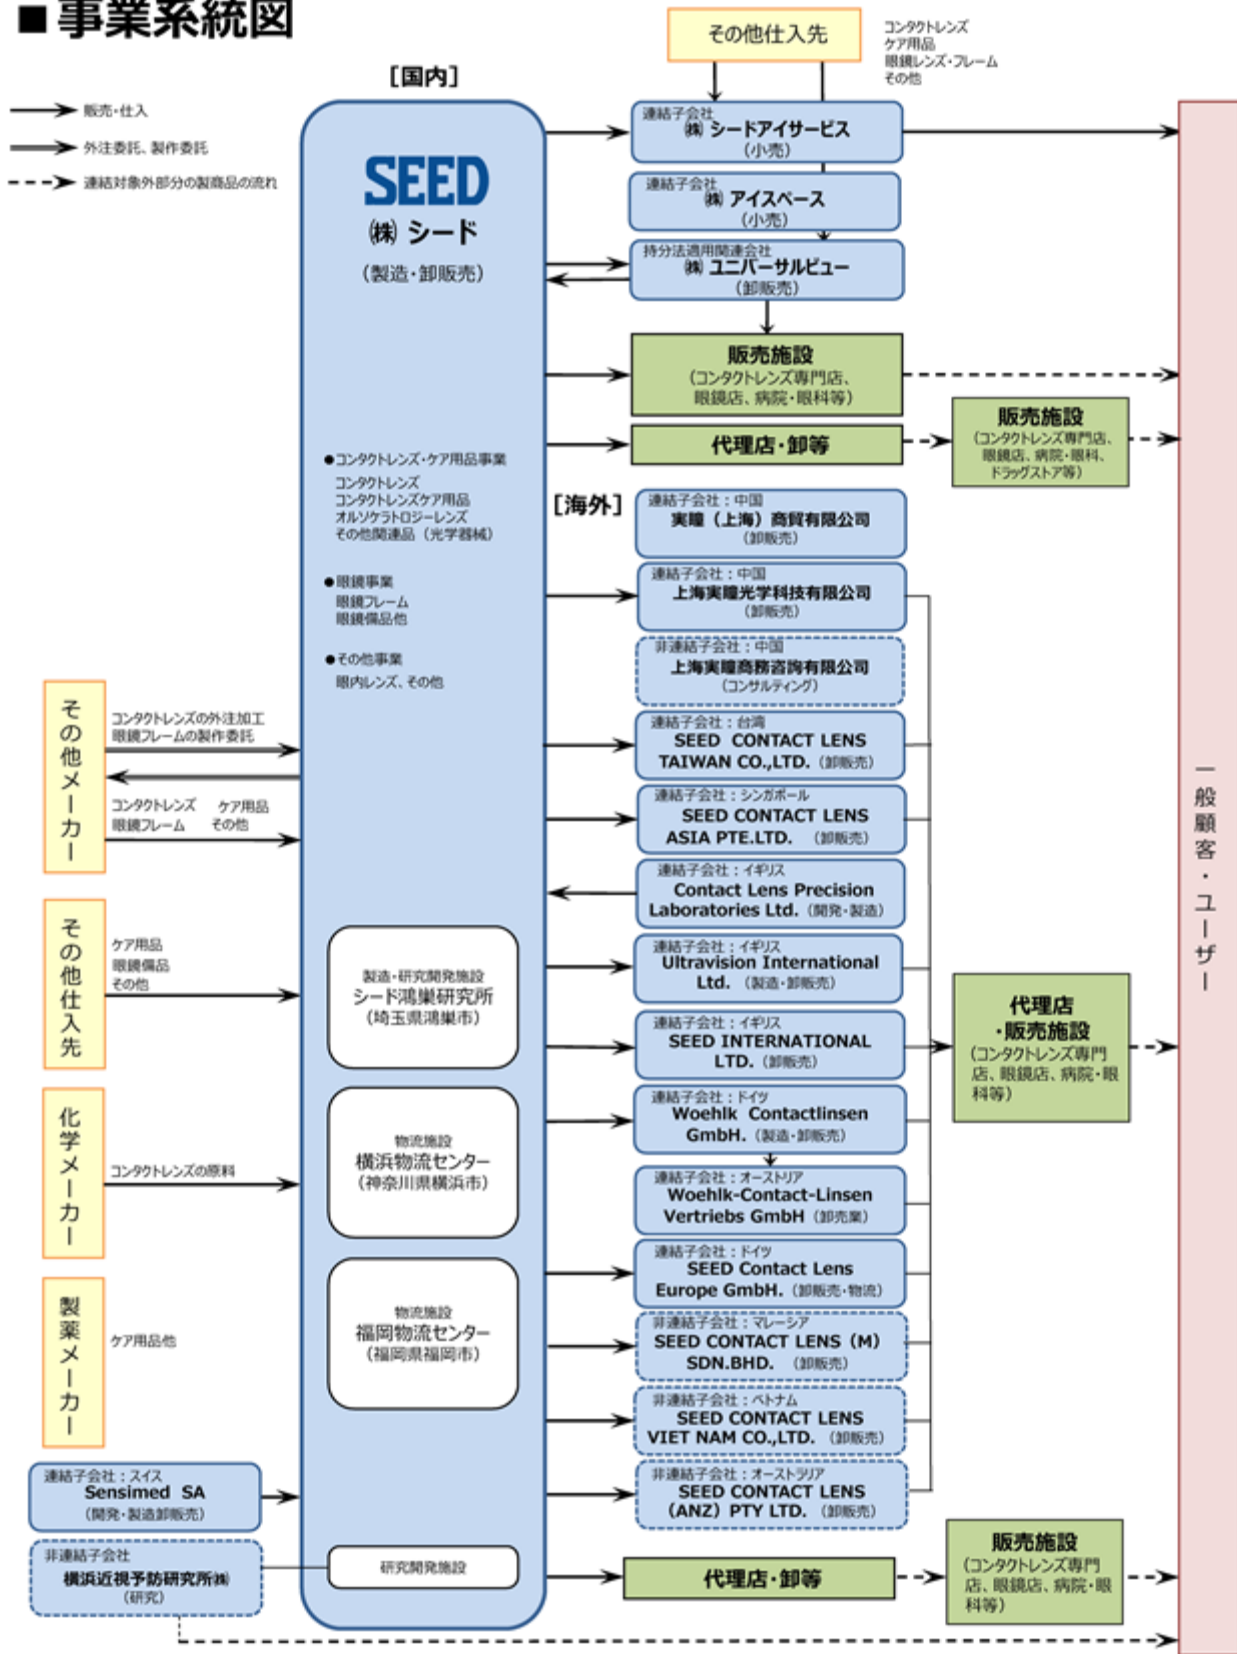 ■事業系統図
販売・仕入
外注委託、製作委託
連結対象外部分の製商品の流れ
[国内]
SEED
㈱ シード
（製造・卸販売）
●コンタクトレンズ・ケア用品事業
コンタクトレンズ
コンタクトレンズケア用品
オルソケラトロジーレンズ
その他関連品（光学器械）
●眼鏡事業
眼鏡フレーム
眼鏡備品他
●その他事業
眼内レンズ、その他
製造・研究開発施設
シード鴻巣研究所
（埼玉県鴻巣市）
物流施設
横浜物流センター
（神奈川県横浜市）
物流施設
福岡物流センター
（福岡県福岡市）
研究開発施設
その他メーカー
コンタクトレンズの外注加工
眼鏡フレームの製作委託
コンタクトレンズ ケア用品
眼鏡フレーム その他
その他仕入先
ケア用品
眼鏡備品
その他
化学メーカー
コンタクトレンズの原料
製薬メーカー
ケア用品他
連結子会社：スイス
Sensimed SA
（開発・製造卸販売）
非連結子会社
横浜近視予防研究所㈱
（研究）
その他仕入先
コンタクトレンズ
ケア用品
眼鏡レンズ・フレーム
その他
連結子会社
㈱ シードアイサービス
（小売）
連結子会社
㈱ アイスペース
（小売）
持分法適用関連会社
㈱ ユニバーサルビュー
（卸販売）
販売施設
（コンタクトレンズ専門店、
眼鏡店、病院・眼科等）
代理店・卸等
販売施設
（コンタクトレンズ専門店、
眼鏡店、病院・眼科、
ドラッグストア等）
[海外]
連結子会社：中国
実瞳（上海）商貿有限公司
（卸販売）
連結子会社：中国
上海実瞳光学科技有限公司
（卸販売）
非連結子会社：中国
上海実瞳商務咨詢有限公司
（コンサルティング）
連結子会社：台湾
SEED CONTACT LENS
TAIWAN CO.,LTD.（卸販売）
連結子会社：シンガポール
SEED CONTACT LENS
ASIA PTE.LTD. （卸販売）
連結子会社：イギリス
Contact Lens Precision
Laboratories Ltd.（開発・製造）
連結子会社：イギリス
Ultravision International
Ltd.（製造・卸販売）
連結子会社：イギリス
SEED INTERNATIONAL
LTD.（卸販売）
連結子会社：ドイツ
Woehlk Contactlinsen
GmbH.（製造・卸販売）
連結子会社：オーストリア
Woehlk-Contact-Linsen
Vertriebs GmbH（卸売業）
連結子会社：ドイツ
SEED Contact Lens
Europe GmbH.（卸販売・物流）
非連結子会社：マレーシア
SEED CONTACT LENS（M）
SDN.BHD. （卸販売）
非連結子会社：ベトナム
SEED CONTACT LENS
VIET NAM CO.,LTD.（卸販売）
非連結子会社：オーストラリア
SEED CONTACT LENS
（ANZ）PTY LTD.（卸販売）
代理店
・販売施設
（コンタクトレンズ専門
店、眼鏡店、病院・眼
科等）
代理店・卸等
販売施設
（コンタクトレンズ専門
店、眼鏡店、病院・眼
科等）
一般顧客・ユーザー